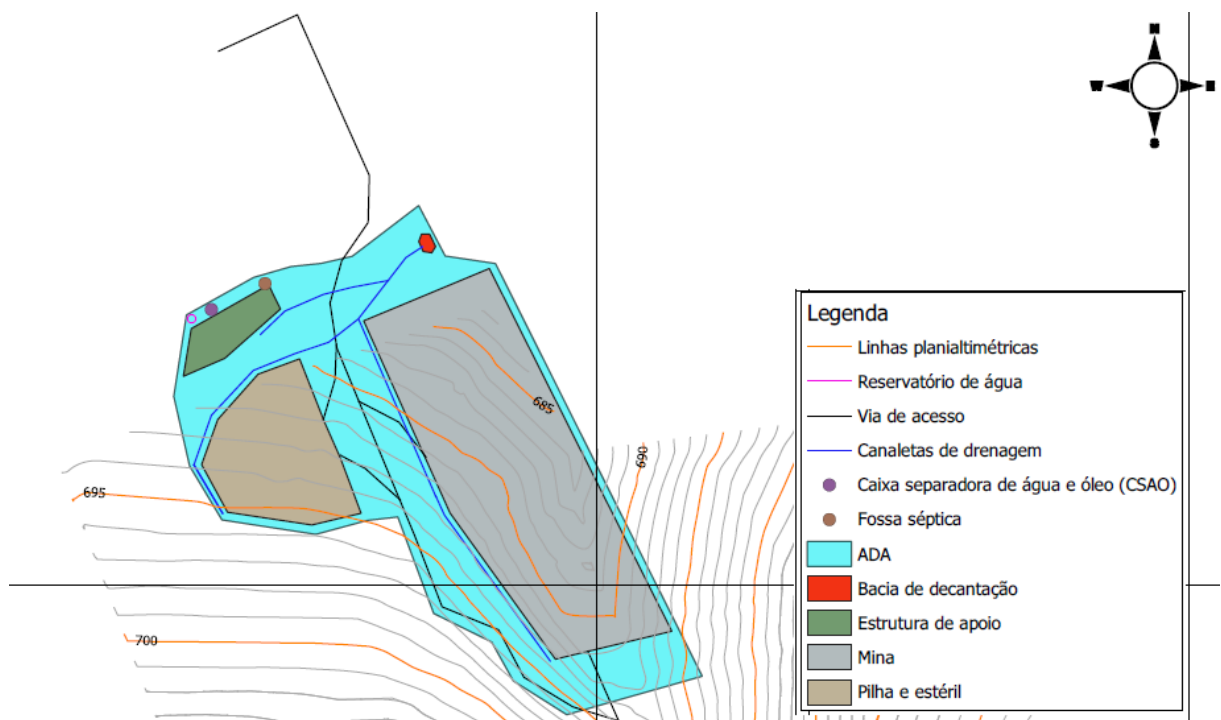 N
W E
S
685
690
695
700
Legenda
Linhas planialtimétricas
Reservatório de água
Via de acesso
Canaletas de drenagem
Caixa separadora de água e óleo (CSAO)
Fossa séptica
ADA
Bacia de decantação
Estrutura de apoio
Mina
Pilha e estéril